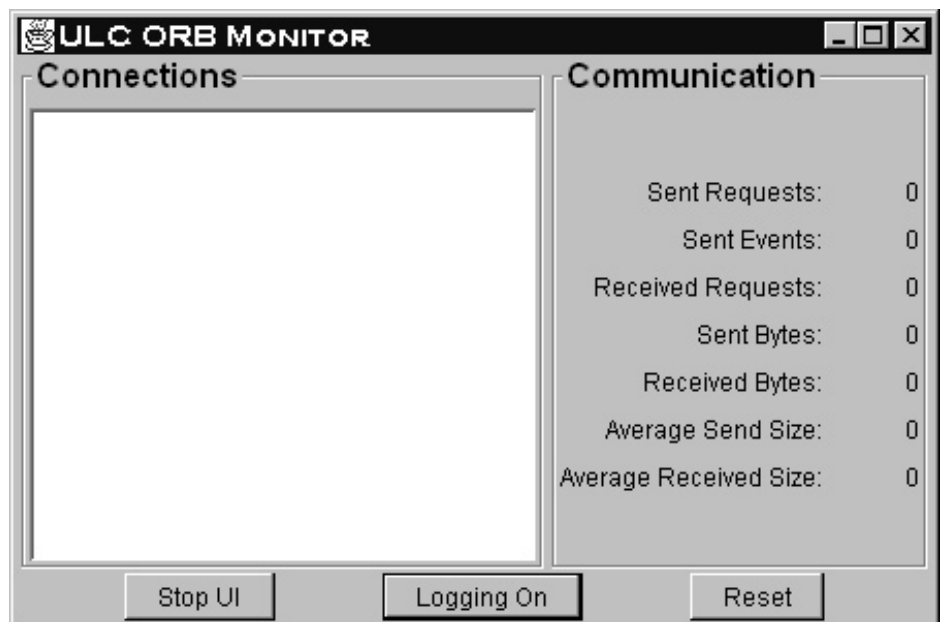 ULC ORB MONITOR
Connections
Communication
Sent Requests: 0
Sent Events: 0
Received Requests: 0
Sent Bytes: 0
Received Bytes: 0
Average Send Size: 0
Average Received Size: 0
Stop UI
Logging On
Reset